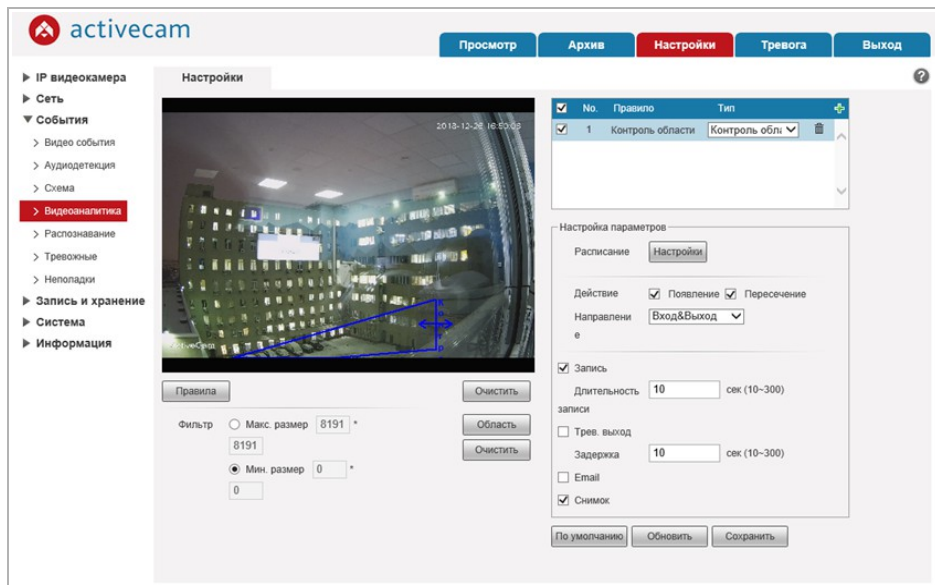 activecam
Просмотр
Архив
Настройки
Тревога
Выход
IP видеокамера
Сеть
События
Видео события
Аудиодетекция
Схема
Видеоаналитика
Распознавание
Тревожные
Неполадки
Запись и хранение
Система
Информация
Настройки
?
Правила
Очистить
Фильтр
Макс. размер 8191 *
8191
Мин. размер 0 *
0
Область
Очистить
No. Правило Тип
1 Контроль области Контроль обла
Настройка параметров
Расписание Настройки
Действие Появление Пересечение
Направлени Вход&Выход
е
Запись
Длительность 10 сек (10~300)
записи
Трев. выход
Задержка 10 сек (10~300)
Email
Снимок
По умолчанию Обновить Сохранить